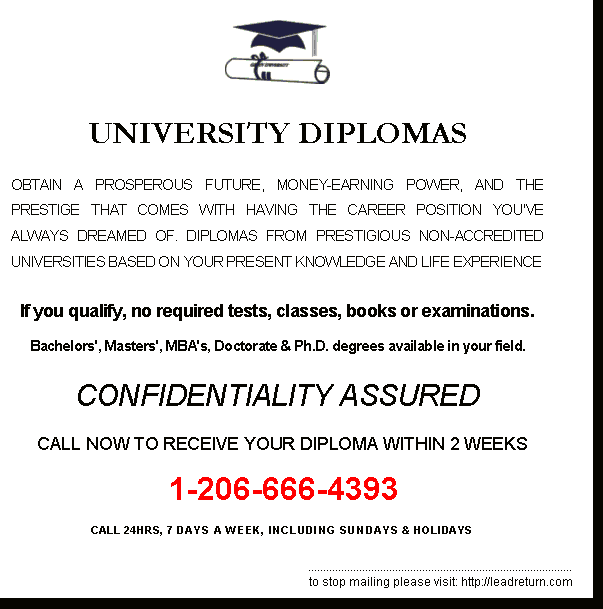 UNIVERSITY DIPLOMAS
OBTAIN A PROSPEROUS FUTURE, MONEY-EARNING POWER, AND THE
PRESTIGE THAT COMES WITH HAVING THE CAREER POSITION YOU'VE
ALWAYS DREAMED OF. DIPLOMAS FROM PRESTIGIOUS NON-ACCREDITED
UNIVERSITIES BASED ON YOUR PRESENT KNOWLEDGE AND LIFE EXPERIENCE
If you qualify, no required tests, classes, books or examinations.
Bachelors', Masters', MBA's, Doctorate & Ph.D. degrees available in your field.
CONFIDENTIALITY ASSURED
CALL NOW TO RECEIVE YOUR DIPLOMA WITHIN 2 WEEKS
1-206-666-4393
CALL 24HRS, 7 DAYS A WEEK, INCLUDING SUNDAYS & HOLIDAYS
to stop mailing please visit: http://leadreturn.com